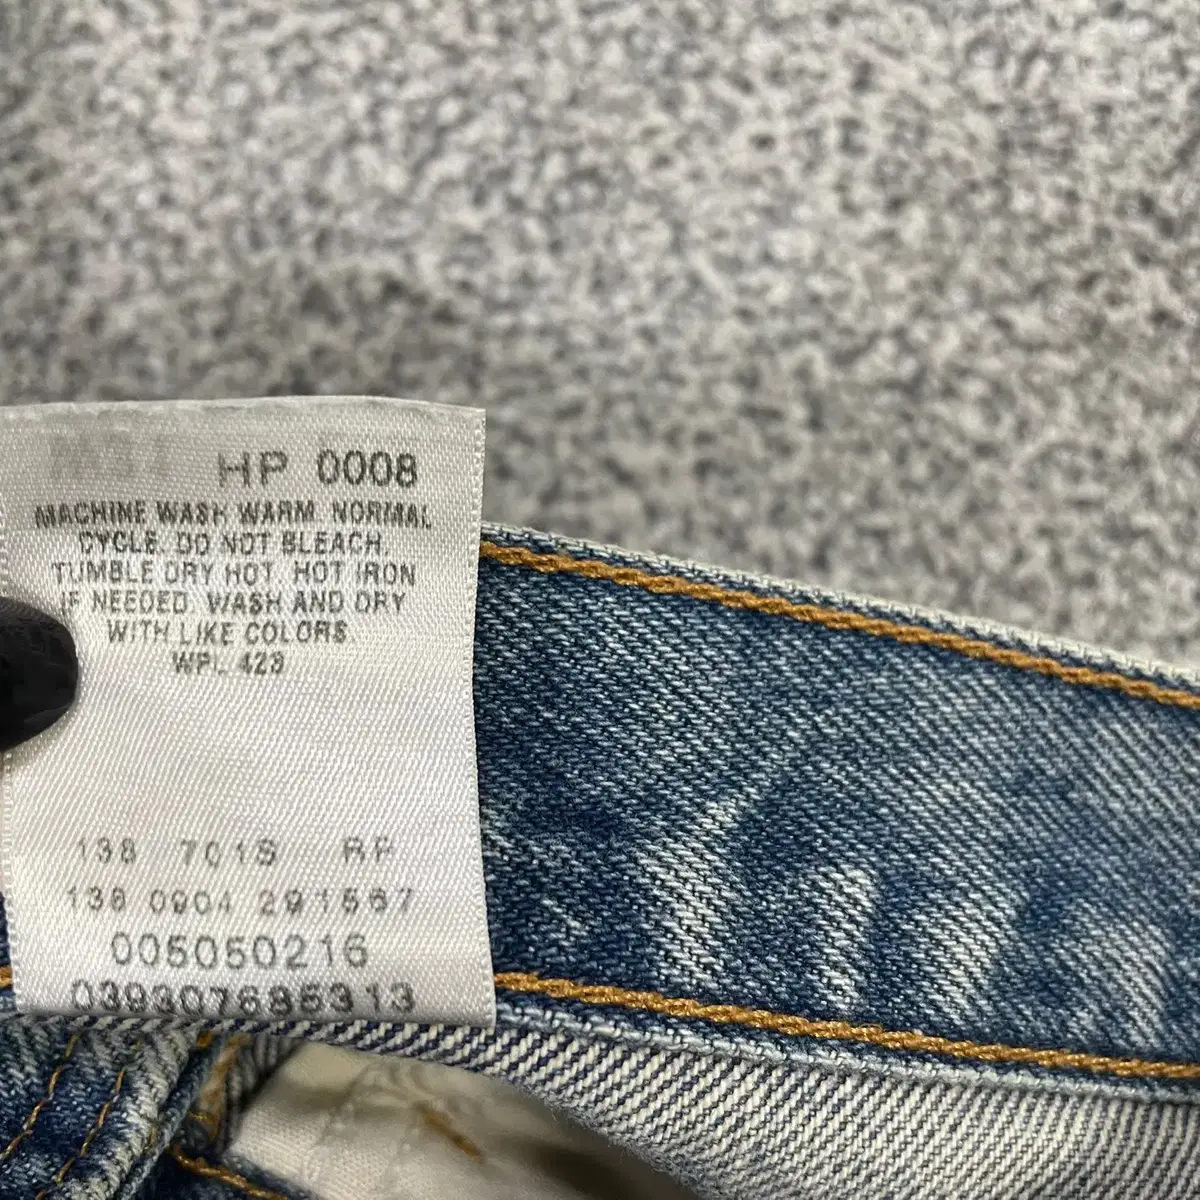 HP 0008
MACHINE WASH WARM. NORMAL
CYCLE. DO NOT BLEACH.
TUMBLE DRY HOT. HOT IRON
IF NEEDED. WASH AND DRY
WITH LIKE COLORS.
WPL. 423
138 701S RF
138 0904 291567
005050216
039307686313